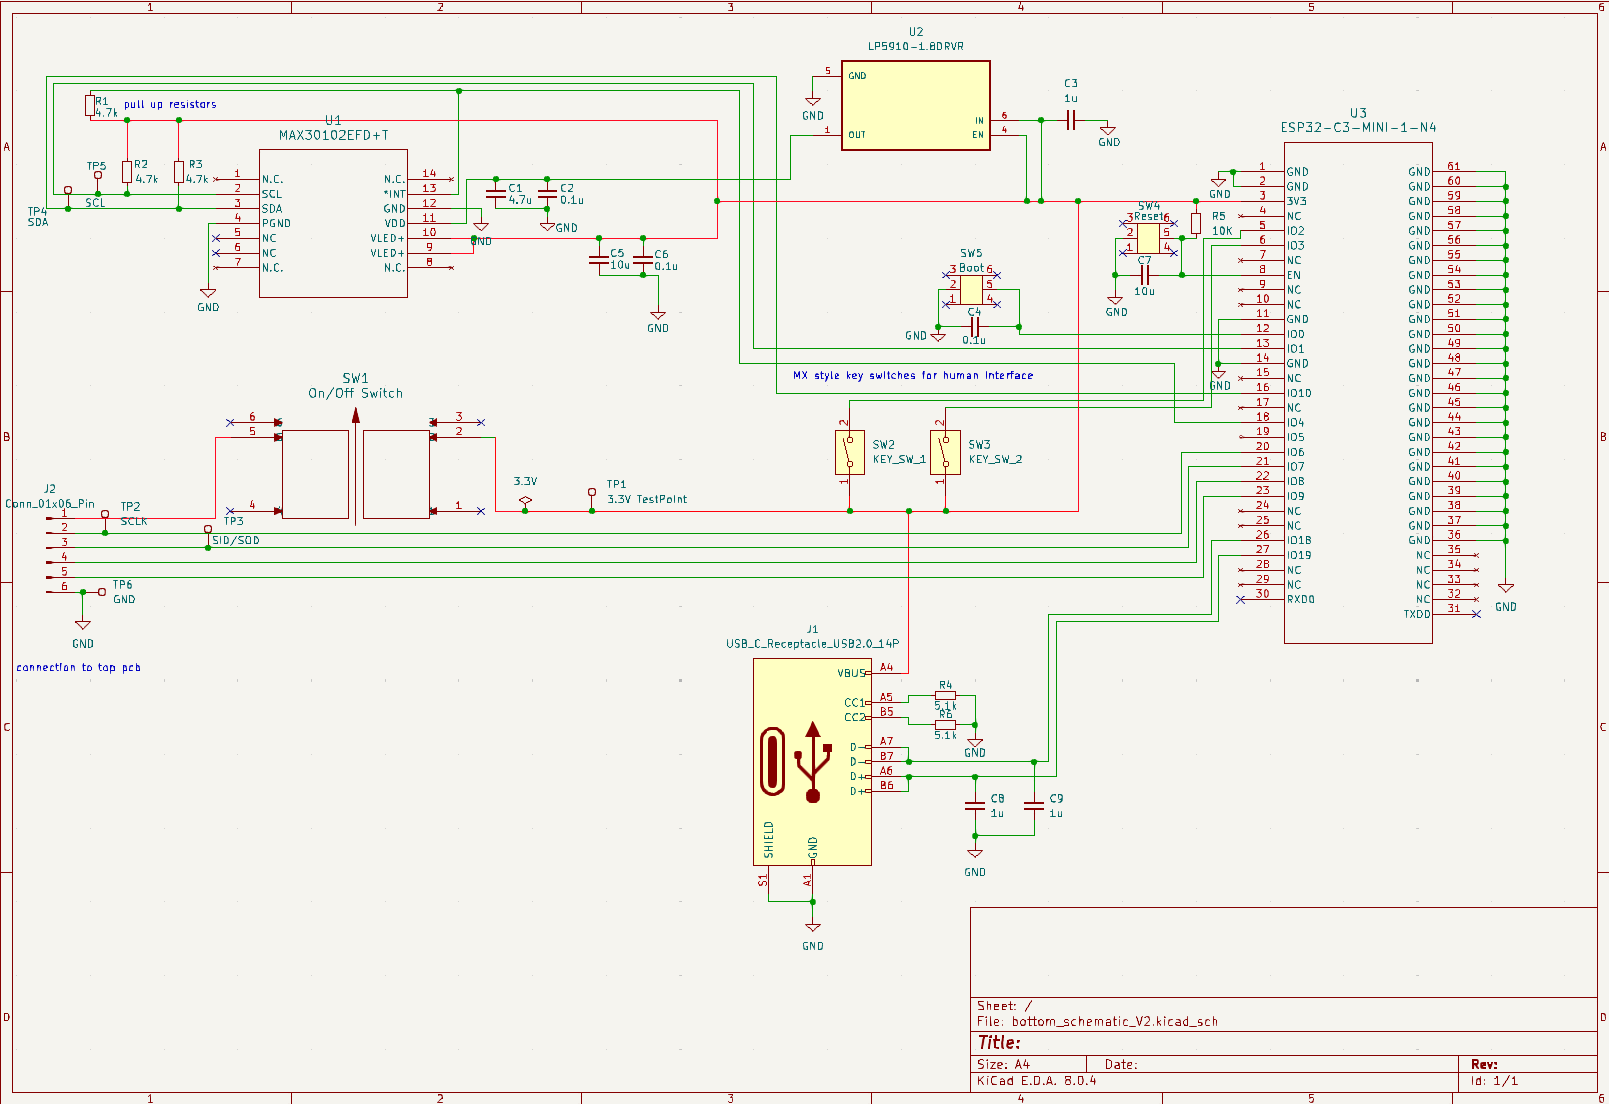 1 2 3 4 5 6
A
B
C
D
A
B
C
D
1 2 3 4 5 6
R1
4.7k
pull up resistors
U1
MAX30102EFD+T
TP5
SCL
TP4
SDA
R2
4.7k
R3
4.7k
1 N.C.
2 SCL
3 SDA
4 PGND
5 NC
6 NC
7 N.C.
N.C. 14
*INT 13
GND 12
VDD 11
VLED+ 10
VLED+ 9
N.C. 8
GND
C1
4.7u
C2
0.1u
GND
GND
C5
10u
C6
0.1u
GND
U2
LP5910-1.8DRVR
5 GND
1 OUT
IN 6
EN 4
GND
C3
1u
GND
U3
ESP32-C3-MINI-1-N4
1 GND
2 GND
3 3V3
4 NC
5 IO2
6 IO3
7 NC
8 EN
9 NC
10 NC
11 GND
12 IO0
13 IO1
14 GND
15 NC
16 IO10
17 NC
18 IO4
19 IO5
20 IO6
21 IO7
22 IO8
23 IO9
24 NC
25 NC
26 IO18
27 IO19
28 NC
29 NC
30 RXD0
GND 61
GND 60
GND 59
GND 58
GND 57
GND 56
GND 55
GND 54
GND 53
GND 52
GND 51
GND 50
GND 49
GND 48
GND 47
GND 46
GND 45
GND 44
GND 43
GND 42
GND 41
GND 40
GND 39
GND 38
GND 37
GND 36
NC 35
NC 34
NC 33
NC 32
TXD0 31
GND
GND
GND
SW4
Reset
3 6
2 5
1 4
R5
10K
C7
10u
GND
SW5
Boot
3 6
2 5
1 4
C4
0.1u
GND
MX style key switches for human interface
2
SW2
KEY_SW_1
1
2
SW3
KEY_SW_2
1
SW1
On/Off Switch
6
5
4
3
2
1
3.3V
TP1
3.3V TestPoint
J2
Conn_01x06_Pin
1
2
3
4
5
6
TP2
SCLK
TP3
SID/SOD
TP6
GND
GND
connection to top pcb
J1
USB_C_Receptacle_USB2.0_14P
VBUS A4
CC1 A5
CC2 B5
D- A7
D- B7
D+ A6
D+ B6
SHIELD
GND
S1
A1
GND
R4
5.1k
R6
5.1k
GND
C8
1u
C9
1u
GND
Sheet: /
File: bottom_schematic_V2.kicad_sch
Title:
Size: A4 Date: Rev:
KiCad E.D.A. 8.0.4 Id: 1/1